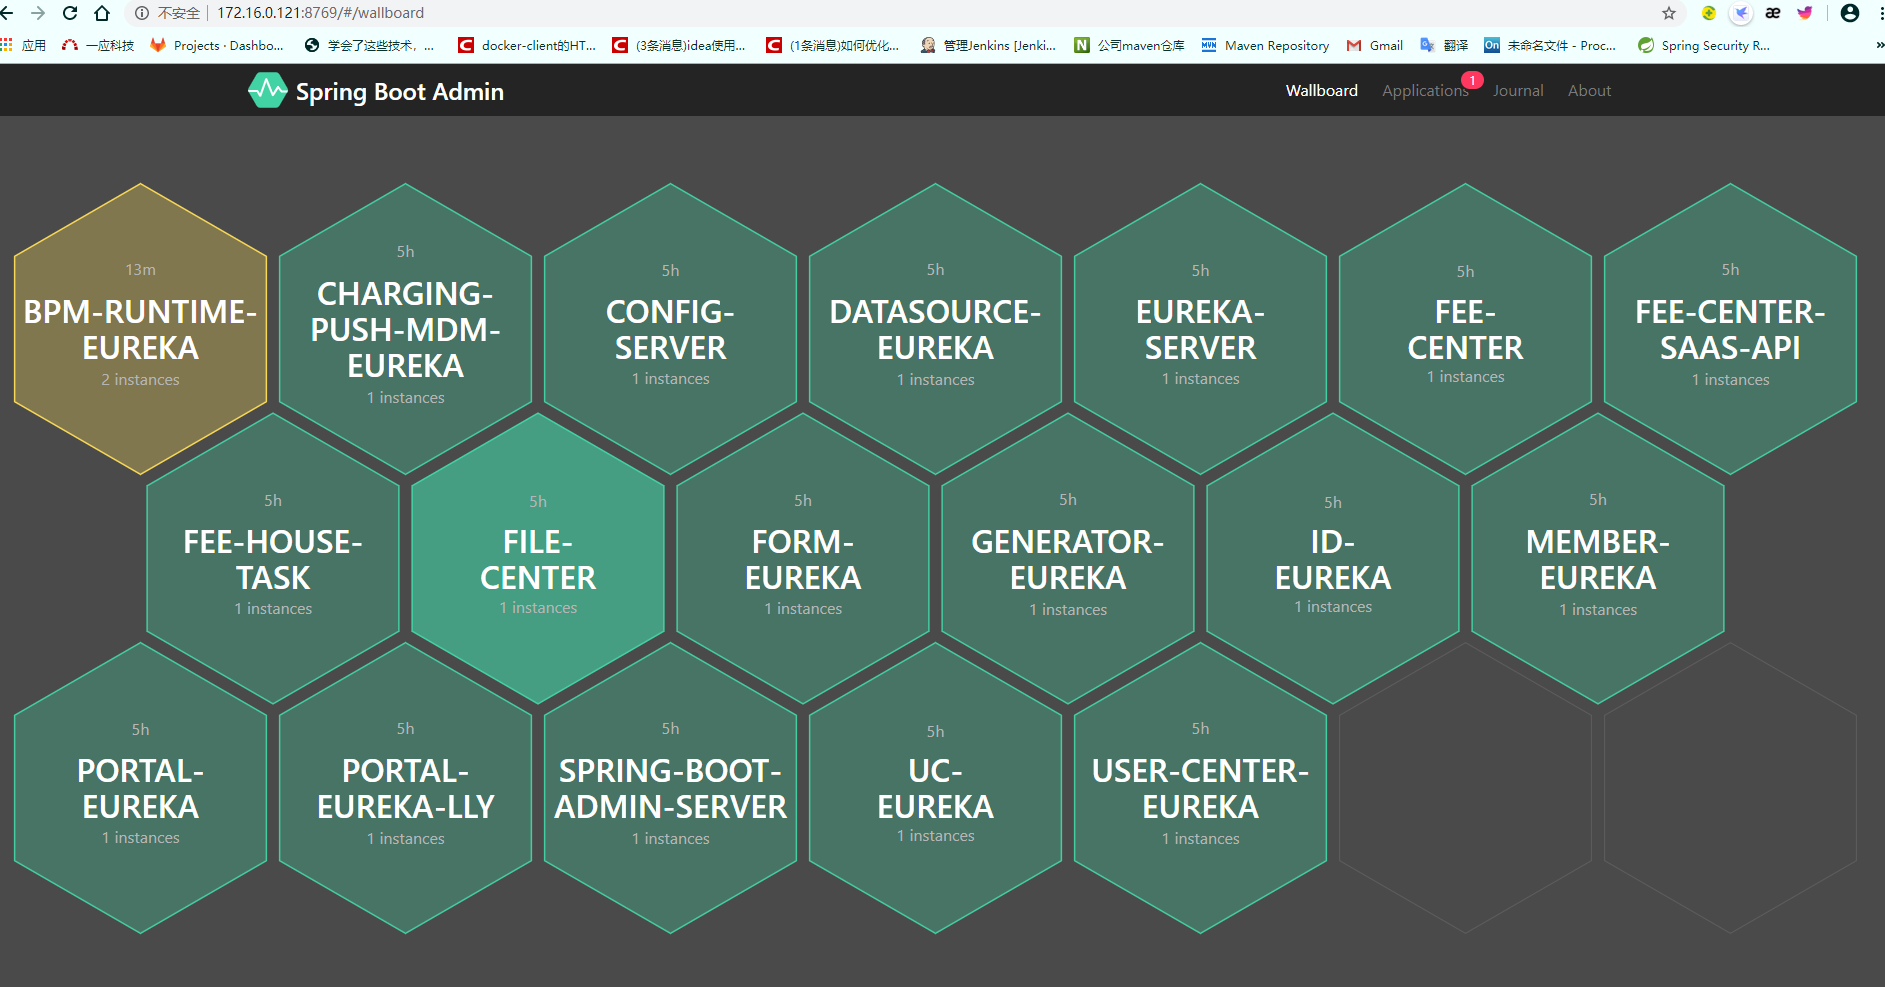 不安全 172.16.0.121:8769/#/wallboard
应用 一应科技 Projects · Dashbo... 学会了这些技术，... docker-client的HT... (3条消息)idea使用... (1条消息)如何优化... 管理Jenkins [Jenki... 公司maven仓库 Maven Repository Gmail 翻译 未命名文件 - Proc... Spring Security R... »
Spring Boot Admin Wallboard Applications 1 Journal About
13m
BPM-RUNTIME-
EUREKA
2 instances
5h
CHARGING-
PUSH-MDM-
EUREKA
1 instances
5h
CONFIG-
SERVER
1 instances
5h
DATASOURCE-
EUREKA
1 instances
5h
EUREKA-
SERVER
1 instances
5h
FEE-
CENTER
1 instances
5h
FEE-CENTER-
SAAS-API
1 instances
5h
FEE-HOUSE-
TASK
1 instances
5h
FILE-
CENTER
1 instances
5h
FORM-
EUREKA
1 instances
5h
GENERATOR-
EUREKA
1 instances
5h
ID-
EUREKA
1 instances
5h
MEMBER-
EUREKA
1 instances
5h
PORTAL-
EUREKA
1 instances
5h
PORTAL-
EUREKA-LLY
1 instances
5h
SPRING-BOOT-
ADMIN-SERVER
1 instances
5h
UC-
EUREKA
1 instances
5h
USER-CENTER-
EUREKA
1 instances